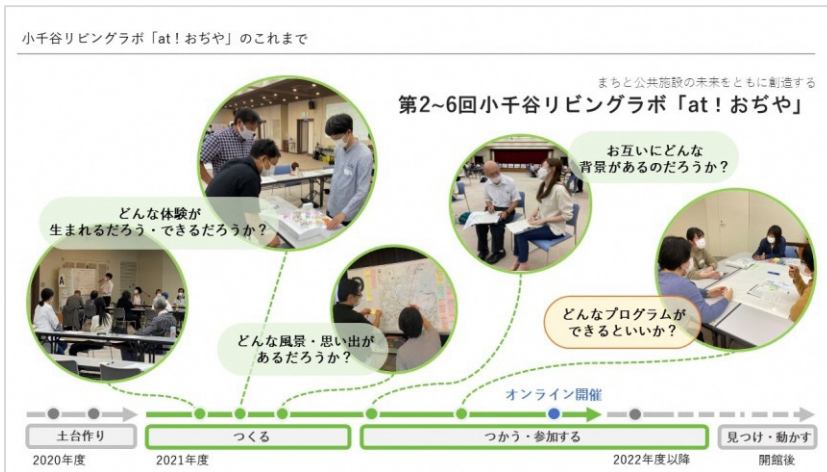 小千谷リビングラボ「at！おぢや」のこれまで
まちと公共施設の未来をともに創造する
第2~6回小千谷リビングラボ「at！おぢや」
お互いにどんな
背景があるのだろうか？
どんな体験が
生まれるだろう・できるだろうか？
どんなプログラムが
できるといいか？
どんな風景・思い出が
あるだろうか？
オンライン開催
土台作り
つくる
つかう・参加する
見つけ・動かす
2020年度
2021年度
2022年度以降
開館後
A